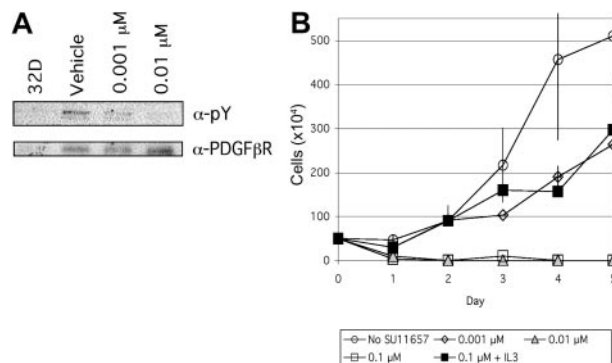 A
32D
Vehicle
0.001 μM
0.01 μM
α-pY
α-PDGFβR
B
Cells (x10⁴)
500
400
300
200
100
0
0 1 2 3 4 5
Day
No SU11657 0.001 μM 0.01 μM
0.1 μM 0.1 μM + IL3